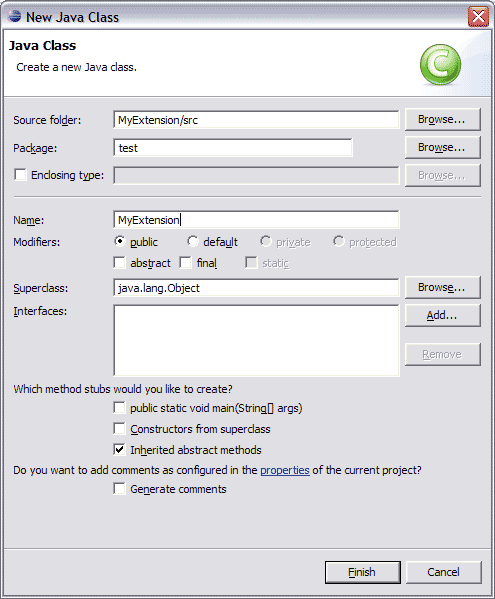 New Java Class
Java Class
Create a new Java class.
C
Source folder: MyExtension/src Browse...
Package: test Browse...
Enclosing type: Browse...
Name: MyExtension
Modifiers: public default private protected
abstract final static
Superclass: java.lang.Object Browse...
Interfaces: Add...
Remove
Which method stubs would you like to create?
public static void main(String[] args)
Constructors from superclass
Inherited abstract methods
Do you want to add comments as configured in the properties of the current project?
Generate comments
Finish Cancel